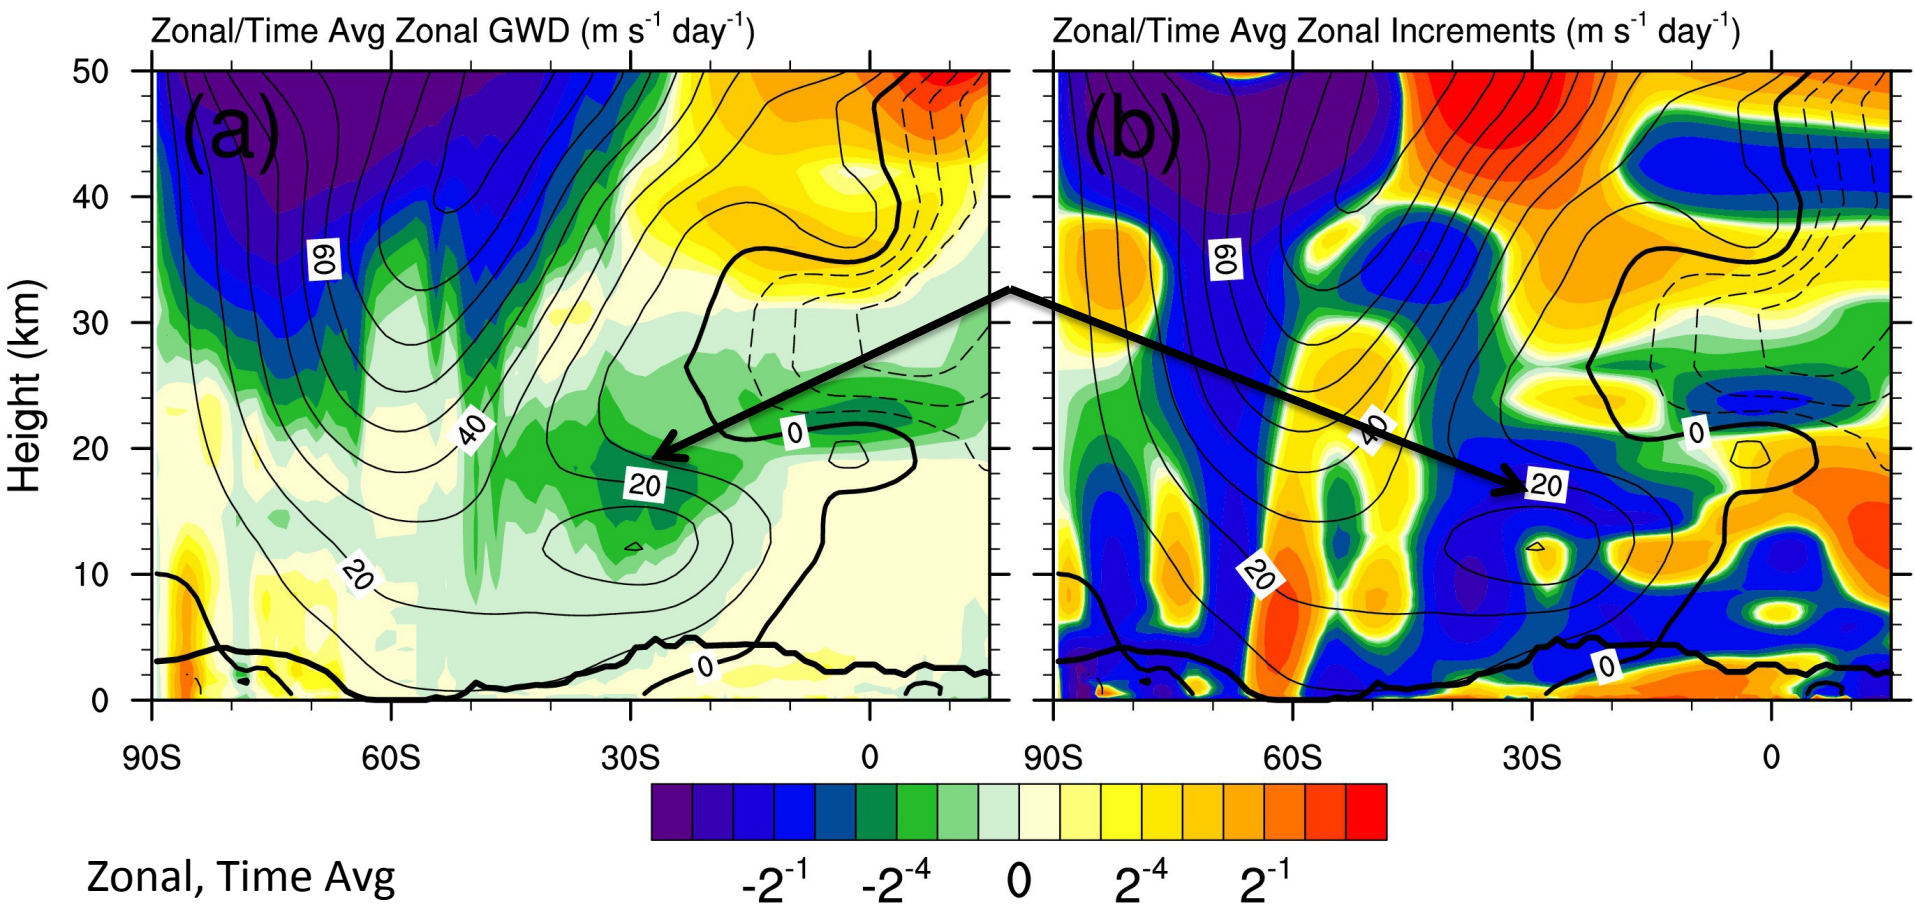 Zonal/Time Avg Zonal GWD (m s⁻¹ day⁻¹)
Zonal/Time Avg Zonal Increments (m s⁻¹ day⁻¹)
50
40
30
20
10
0
Height (km)
(a)
60
40
20
20
0
0
90S
60S
30S
0
(b)
60
40
20
20
0
0
90S
60S
30S
0
-2⁻¹
-2⁻⁴
0
2⁻⁴
2⁻¹
Zonal, Time Avg